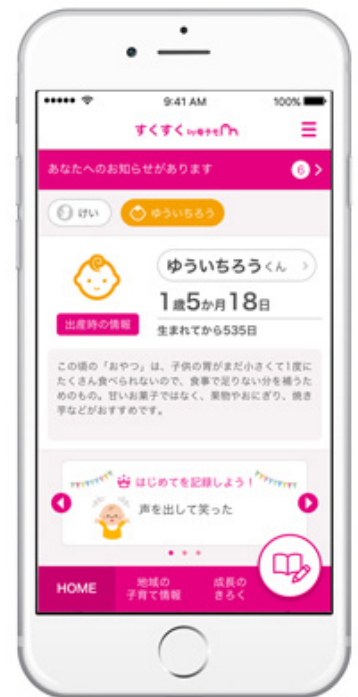 9:41 AM
100%
すくすく by 母子モ
あなたへのお知らせがあります
6
けい
ゆういちろう
ゆういちろうくん
1歳5か月18日
出産時の情報
生まれてから535日
この頃の「おやつ」は、子供の胃がまだ小さくて1度に
たくさん食べられないので、食事で足りない分を補うた
めのもの。甘いお菓子ではなく、果物やおにぎり、焼き
芋などがおすすめです。
はじめてを記録しよう!
声を出して笑った
HOME
地域の
子育て情報
成長の
きろく